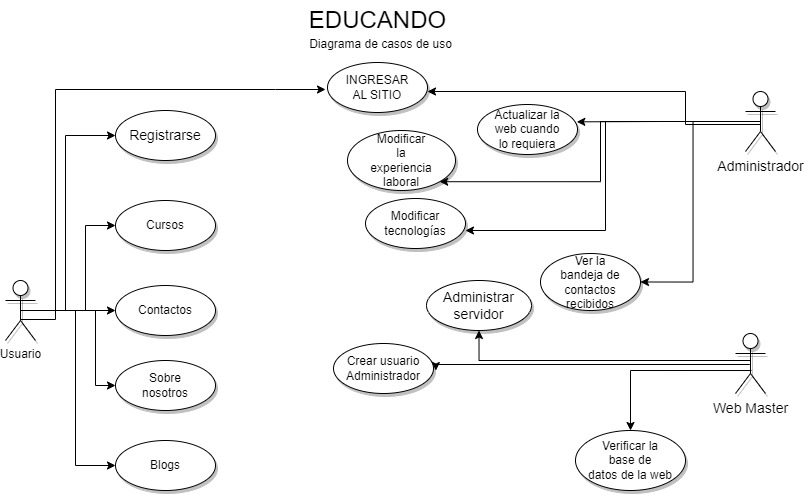 EDUCANDO
Diagrama de casos de uso
INGRESAR
AL SITIO
Registrarse
Actualizar la
web cuando
lo requiera
Modificar
la
experiencia
laboral
Administrador
Cursos
Modificar
tecnologías
Ver la
bandeja de
contactos
recibidos
Contactos
Administrar
servidor
Usuario
Crear usuario
Administrador
Sobre
nosotros
Web Master
Blogs
Verificar la
base de
datos de la web